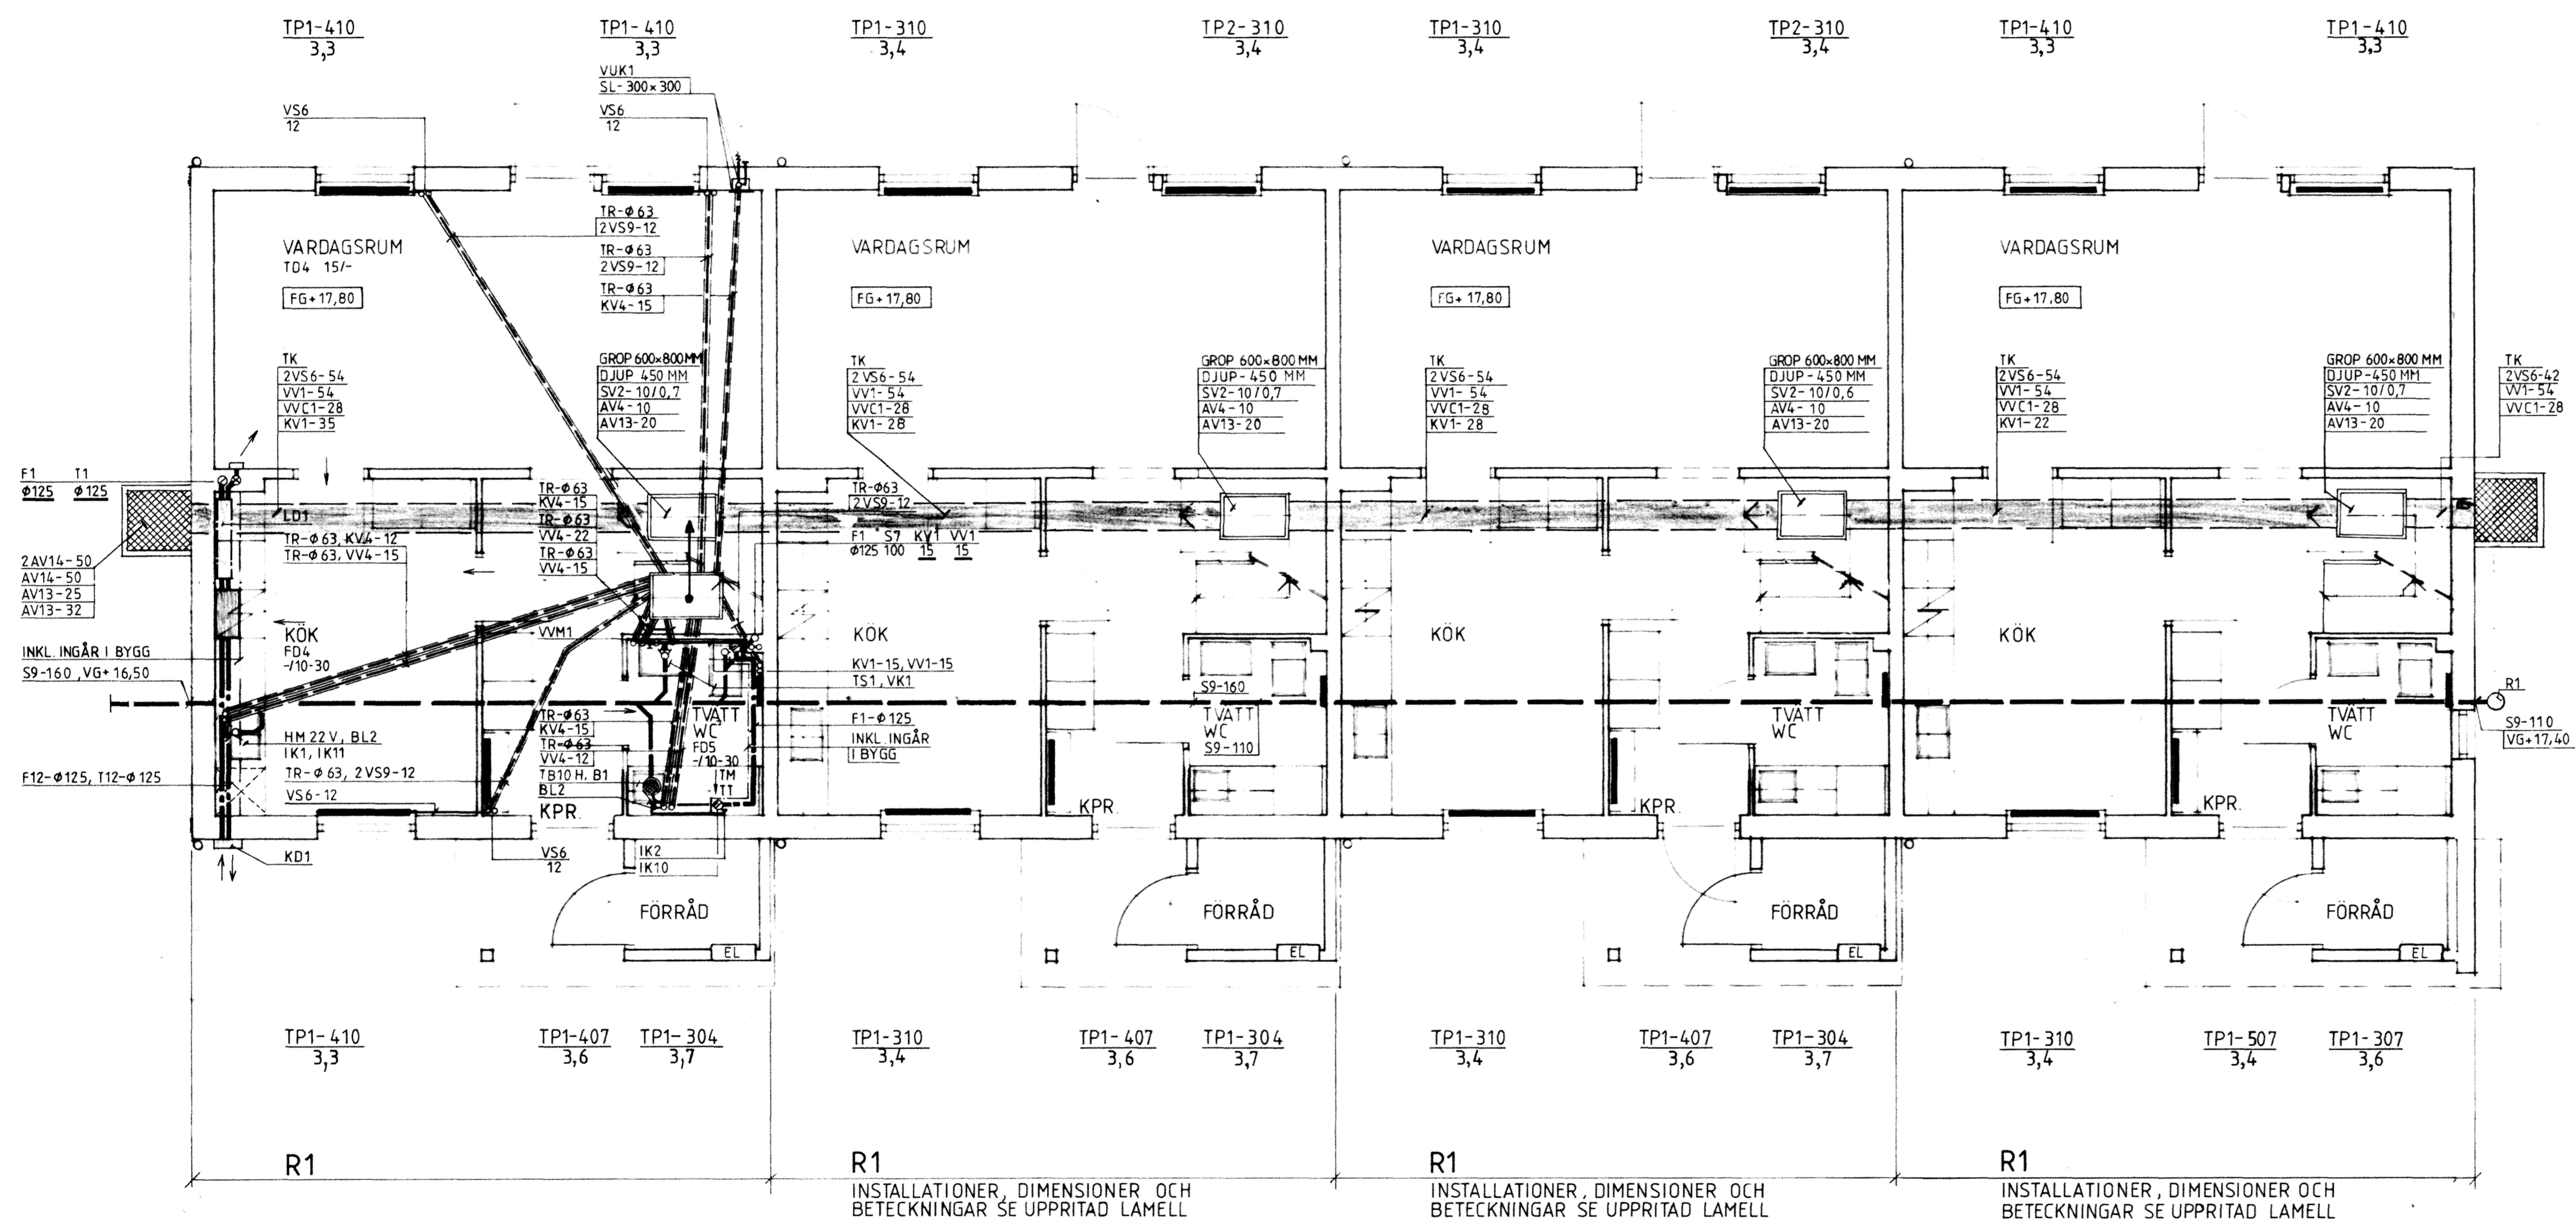 TP1-410
3,3
TP1-410
3,3
TP1-310
3,4
TP2-310
3,4
TP1-310
3,4
TP2-310
3,4
TP1-410
3,3
TP1-410
3,3
VUK1
SL-300×300
VS6
12
VS6
12
TR-Φ63
2VS9-12
TR-Φ63
2VS9-12
TR-Φ63
KV4-15
VARDAGSRUM
TD4 15/-
FG+17,80
VARDAGSRUM
FG+17,80
VARDAGSRUM
FG+17,80
VARDAGSRUM
FG+17,80
TK
2VS6-54
VV1-54
VVC1-28
KV1-35
GROP 600×800MM
DJUP 450 MM
SV2-10/0,7
AV4-10
AV13-20
TK
2VS6-54
VV1-54
VVC1-28
KV1-28
GROP 600×800MM
DJUP-450 MM
SV2-10/0,7
AV4-10
AV13-20
TK
2VS6-54
VV1-54
VVC1-28
KV1-28
GROP 600×800MM
DJUP-450 MM
SV2-10/0,6
AV4-10
AV13-20
TK
2VS6-54
VV1-54
VVC1-28
KV1-22
GROP 600×800MM
DJUP-450MM
SV2-10/0,7
AV4-10
AV13-20
TK
2VS6-42
VV1-54
VVC1-28
F1 T1
Φ125 Φ125
LD1
TR-Φ63, KV4-12
TR-Φ63, VV4-15
TR-Φ63
KV4-15
TR-Φ63
VV4-22
TR-Φ63
VV4-15
TR-Φ63
2VS9-12
F1 S7 KV1 VV1
Φ125 100 15 15
2AV14-50
AV14-50
AV13-25
AV13-32
INKL. INGÅR I BYGG
S9-160, VG+16,50
KÖK
FD4
-/10-30
VVM1
KÖK
KV1-15, VV1-15
TS1, VK1
KÖK
KÖK
S9-160
TVÄTT
WC
S9-110
TVÄTT
WC
TVÄTT
WC
R1
S9-110
VG+17,40
HM 22 V, BL2
IK1, IK11
TR-Φ63, 2VS9-12
VS6-12
F12-Φ125, T12-Φ125
TR-Φ63
KV4-15
TR-Φ63
VV4-12
TB10 H, B1
BL2
TVÄTT
WC
FD5
-/10-30
TM
TT
F1-Φ125
INKL. INGÅR
I BYGG
KPR.
KPR.
KPR.
KPR.
KD1
VS6
12
IK2
IK10
FÖRRÅD
EL
FÖRRÅD
EL
FÖRRÅD
EL
FÖRRÅD
EL
TP1-410
3,3
TP1-407
3,6
TP1-304
3,7
TP1-310
3,4
TP1-407
3,6
TP1-304
3,7
TP1-310
3,4
TP1-407
3,6
TP1-304
3,7
TP1-310
3,4
TP1-507
3,4
TP1-307
3,6
R1
R1
INSTALLATIONER, DIMENSIONER OCH
BETECKNINGAR SE UPPRITAD LAMELL
R1
INSTALLATIONER, DIMENSIONER OCH
BETECKNINGAR SE UPPRITAD LAMELL
R1
INSTALLATIONER, DIMENSIONER OCH
BETECKNINGAR SE UPPRITAD LAMELL